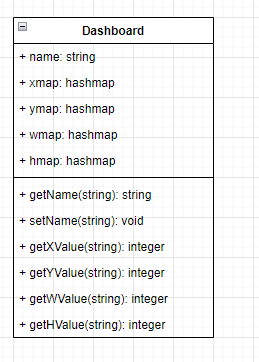 Dashboard
+ name: string
+ xmap: hashmap
+ ymap: hashmap
+ wmap: hashmap
+ hmap: hashmap
+ getName(string): string
+ setName(string): void
+ getXValue(string): integer
+ getYValue(string): integer
+ getWValue(string): integer
+ getHValue(string): integer